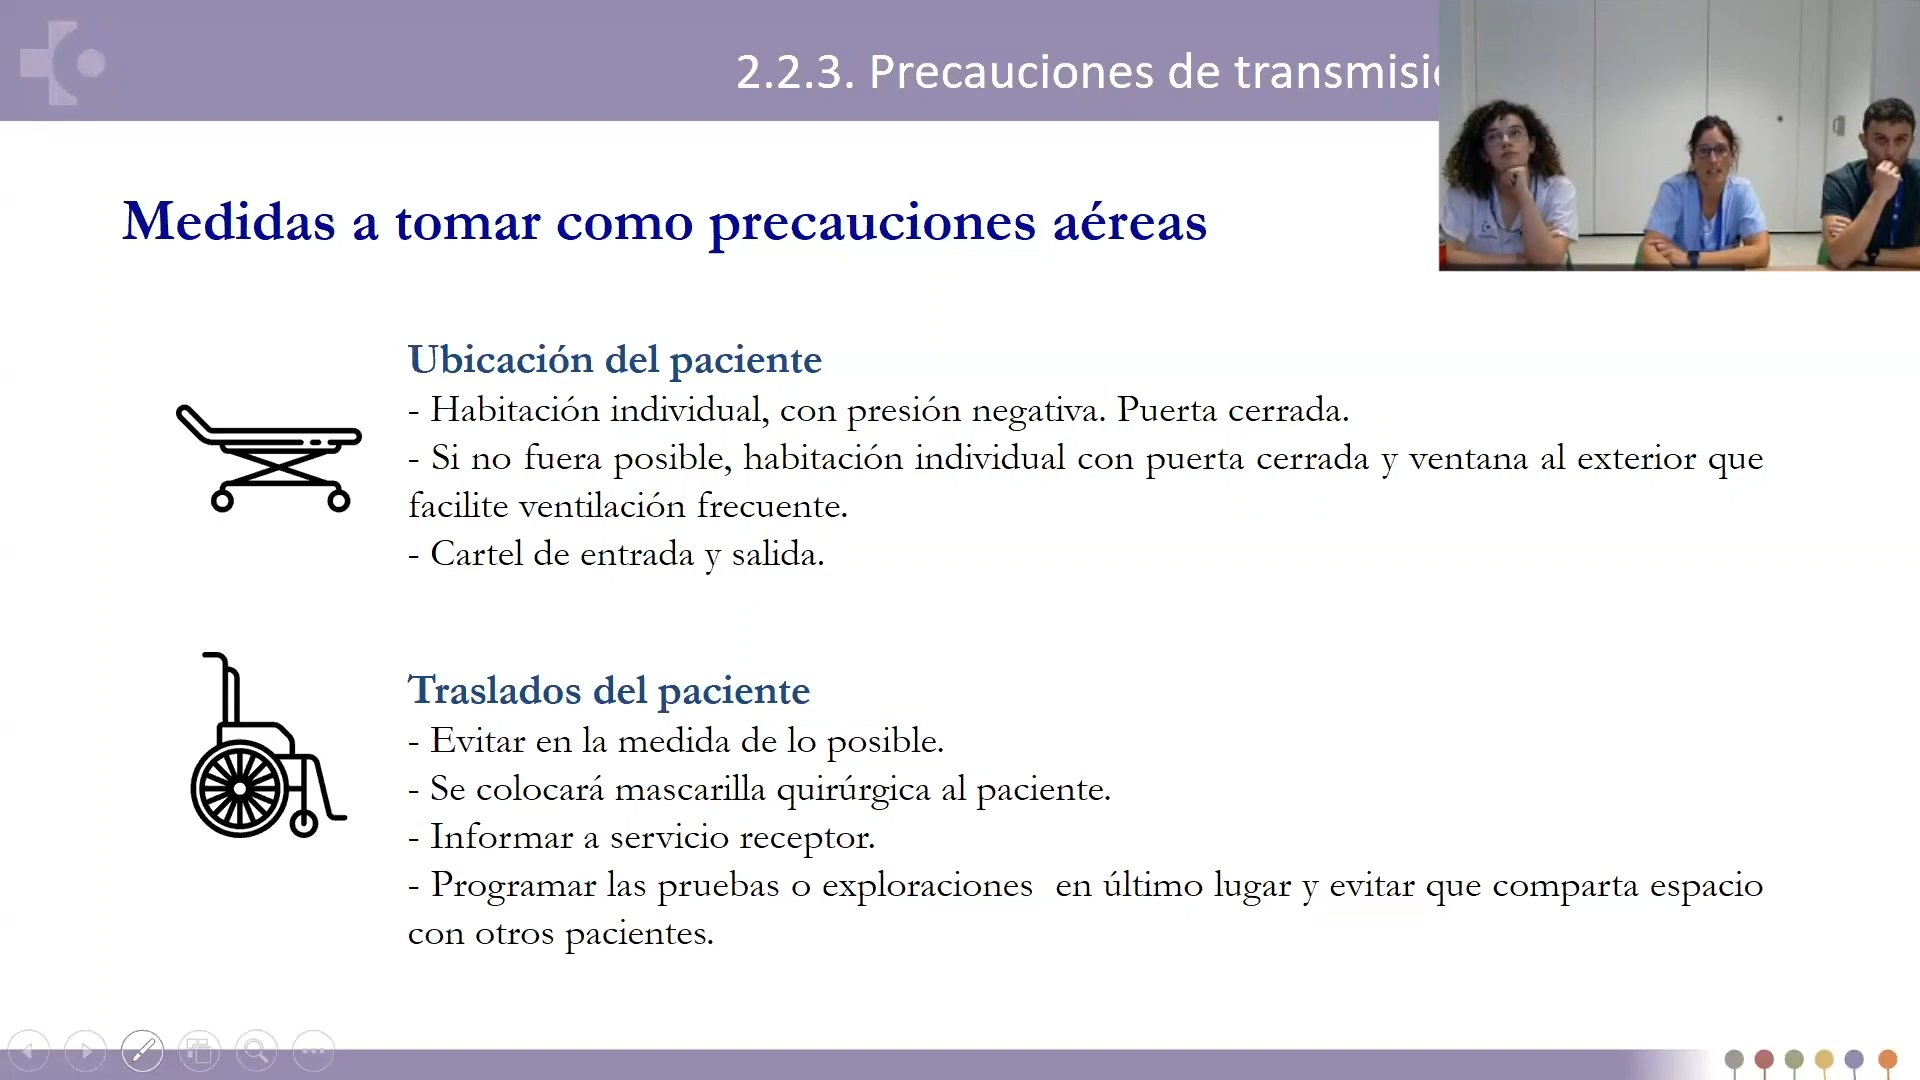 2.2.3. Precauciones de
Medidas a tomar como precauciones aéreas
Ubicación del paciente
- Habitación individual, con presión negativa. Puerta cerrada.
- Si no fuera posible, habitación individual con puerta cerrada y ventana al exterior que
facilite ventilación frecuente.
- Cartel de entrada y salida.
Traslados del paciente
- Evitar en la medida de lo posible.
- Se colocará mascarilla quirúrgica al paciente.
- Informar a servicio receptor.
- Programar las pruebas o exploraciones en último lugar y evitar que comparta espacio
con otros pacientes.